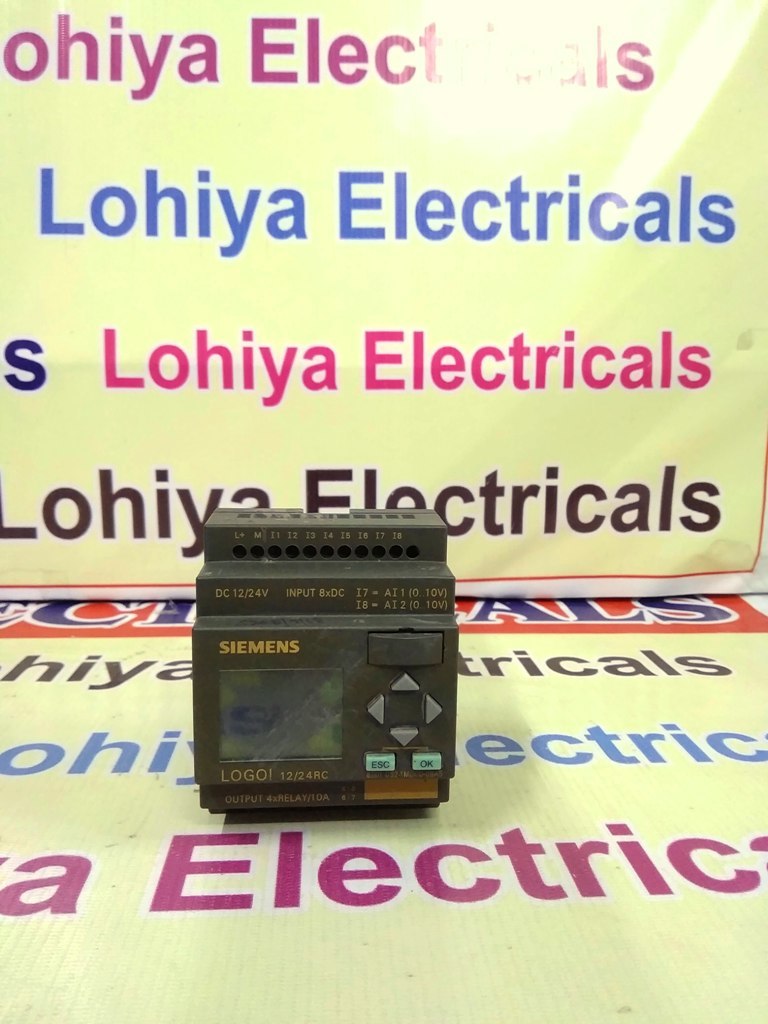 ohiya Electricals
Lohiya Electricals
s Lohiya Electricals
Lohiya Electricals
L+ M I1 I2 I3 I4 I5 I6 I7 I8
DC 12/24V INPUT 8xDC I7 = AI1 (0..10V)
I8 = AI2 (0..10V)
SIEMENS
ESC OK
LOGO! 12/24RC
OUTPUT 4xRELAY/10A
ECTRICALS
hiya tricals
ohiy ectric
a Electrica